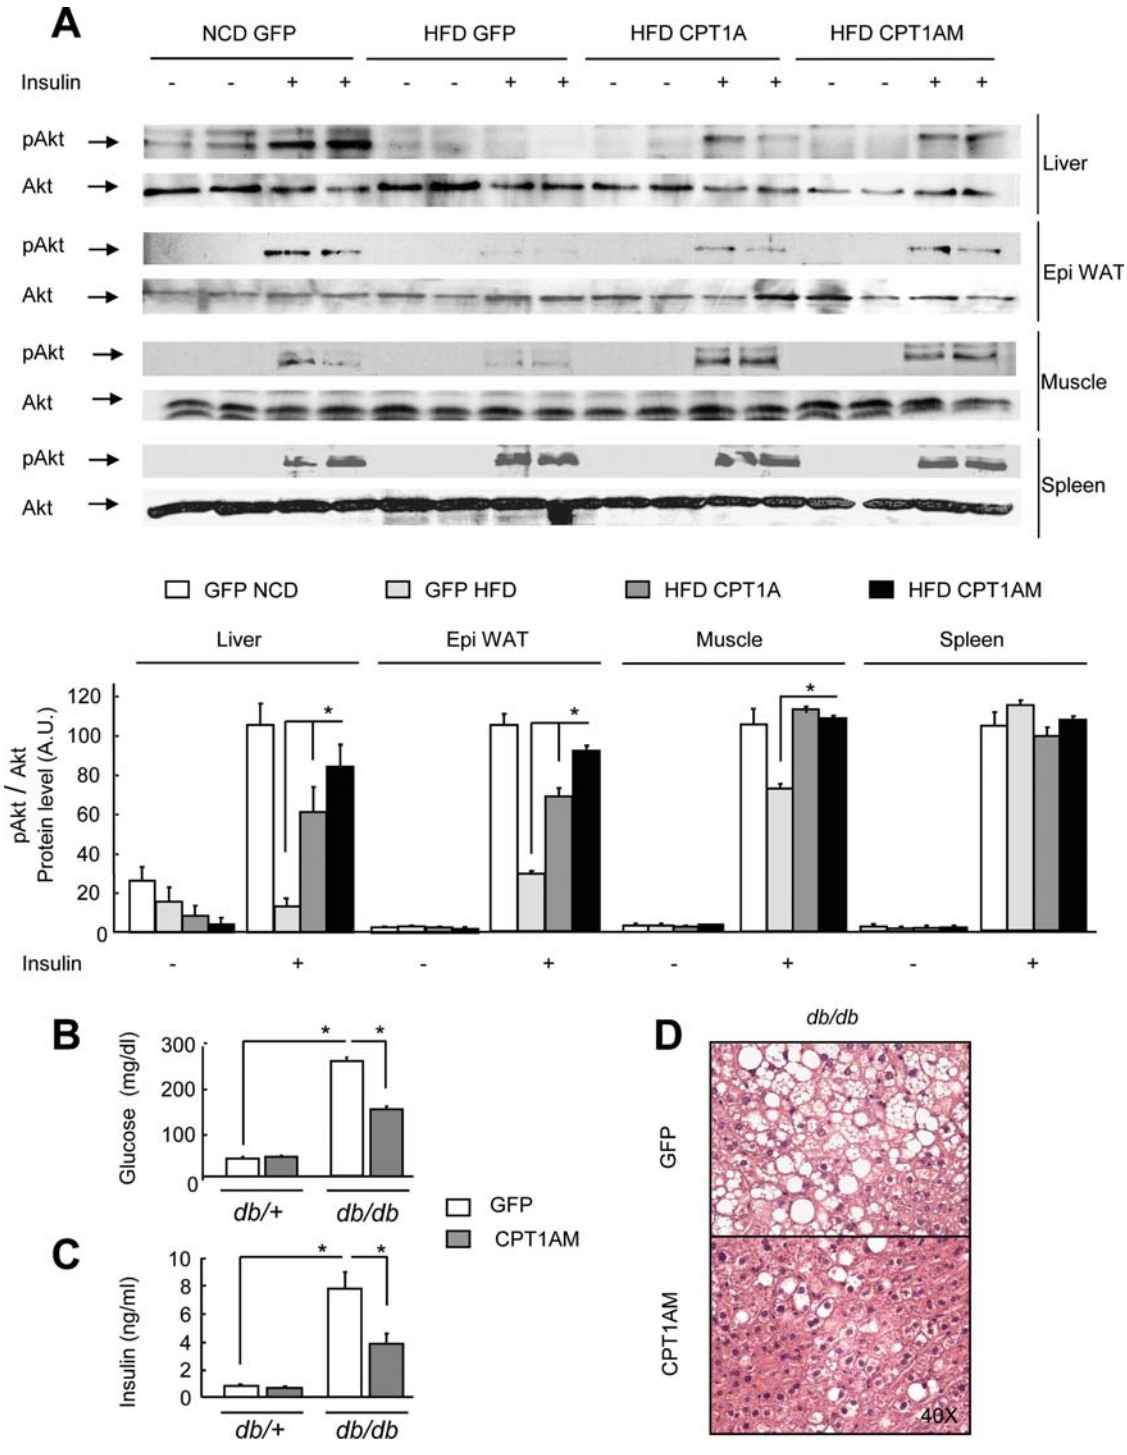 A
NCD GFP HFD GFP HFD CPT1A HFD CPT1AM
Insulin - - + + - - + + - - + + - - + +
pAkt
Akt
Liver
pAkt
Akt
Epi WAT
pAkt
Akt
Muscle
pAkt
Akt
Spleen
GFP NCD GFP HFD HFD CPT1A HFD CPT1AM
Liver Epi WAT Muscle Spleen
pAkt / Akt
Protein level (A.U.)
120
100
80
60
40
20
0
* * *
Insulin - + - + - + - +
B
Glucose (mg/dl)
300
200
100
0
* *
db/+ db/db
GFP
CPT1AM
C
Insulin (ng/ml)
10
8
6
4
2
0
* *
db/+ db/db
D
db/db
GFP
CPT1AM
40X